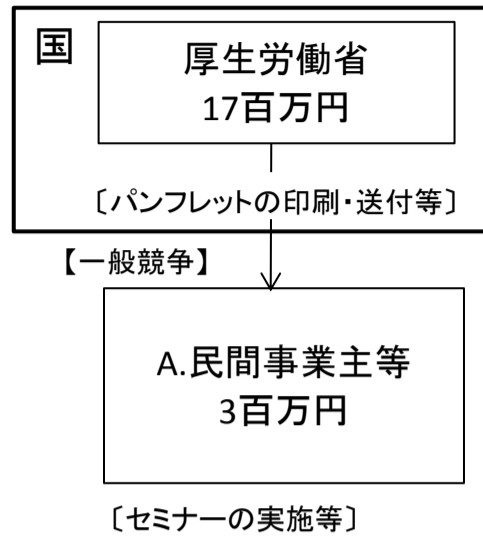 国
厚生労働省
17百万円
〔パンフレットの印刷・送付等〕
【一般競争】
A.民間事業主等
3百万円
〔セミナーの実施等〕